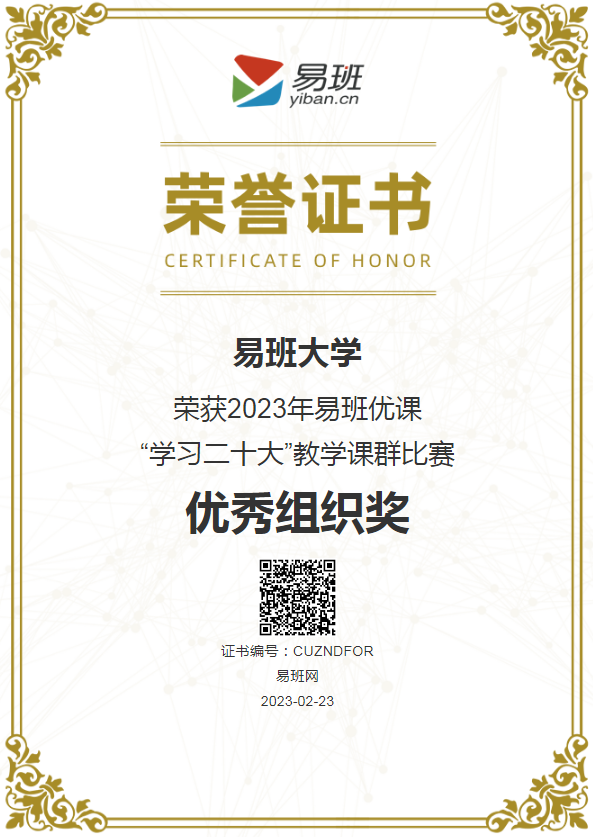 易班
yiban.cn
荣誉证书
CERTIFICATE OF HONOR
易班大学
荣获2023年易班优课
“学习二十大”教学课群比赛
优秀组织奖
证书编号：CUZNDFOR
易班网
2023-02-23